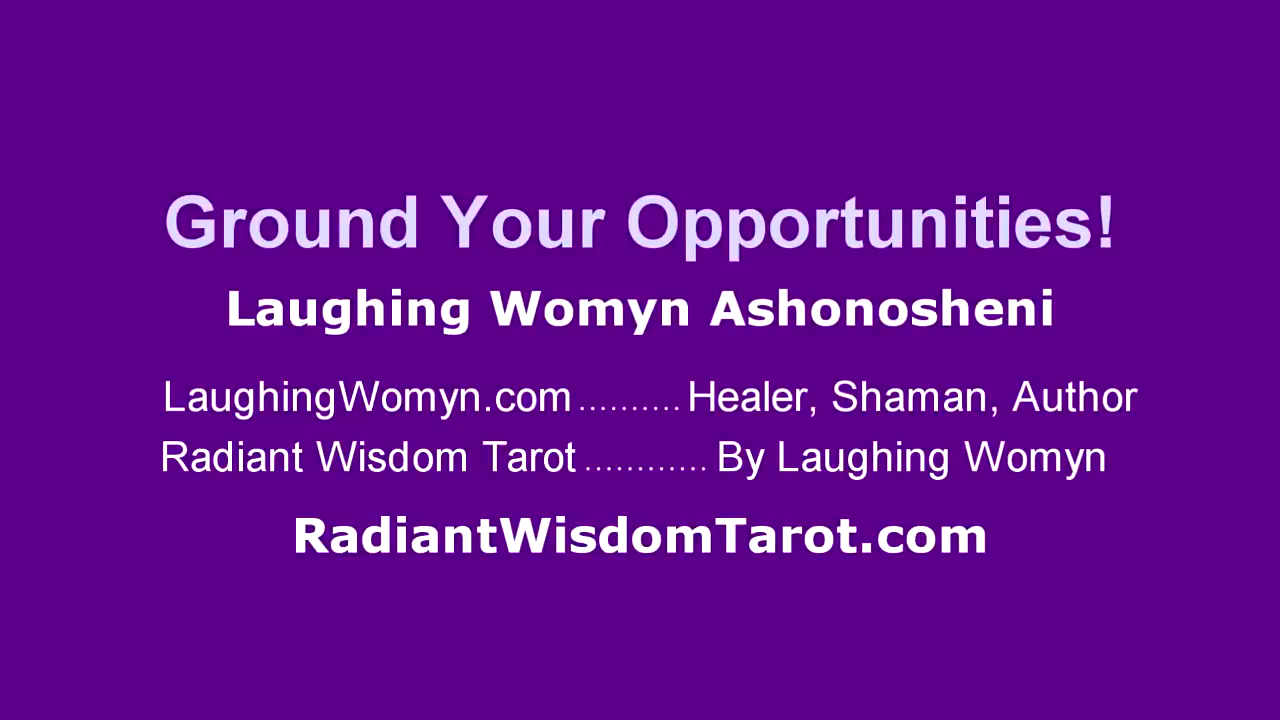 Ground Your Opportunities!
Laughing Womyn Ashonosheni
LaughingWomyn.com .......... Healer, Shaman, Author
Radiant Wisdom Tarot ............ By Laughing Womyn
RadiantWisdomTarot.com